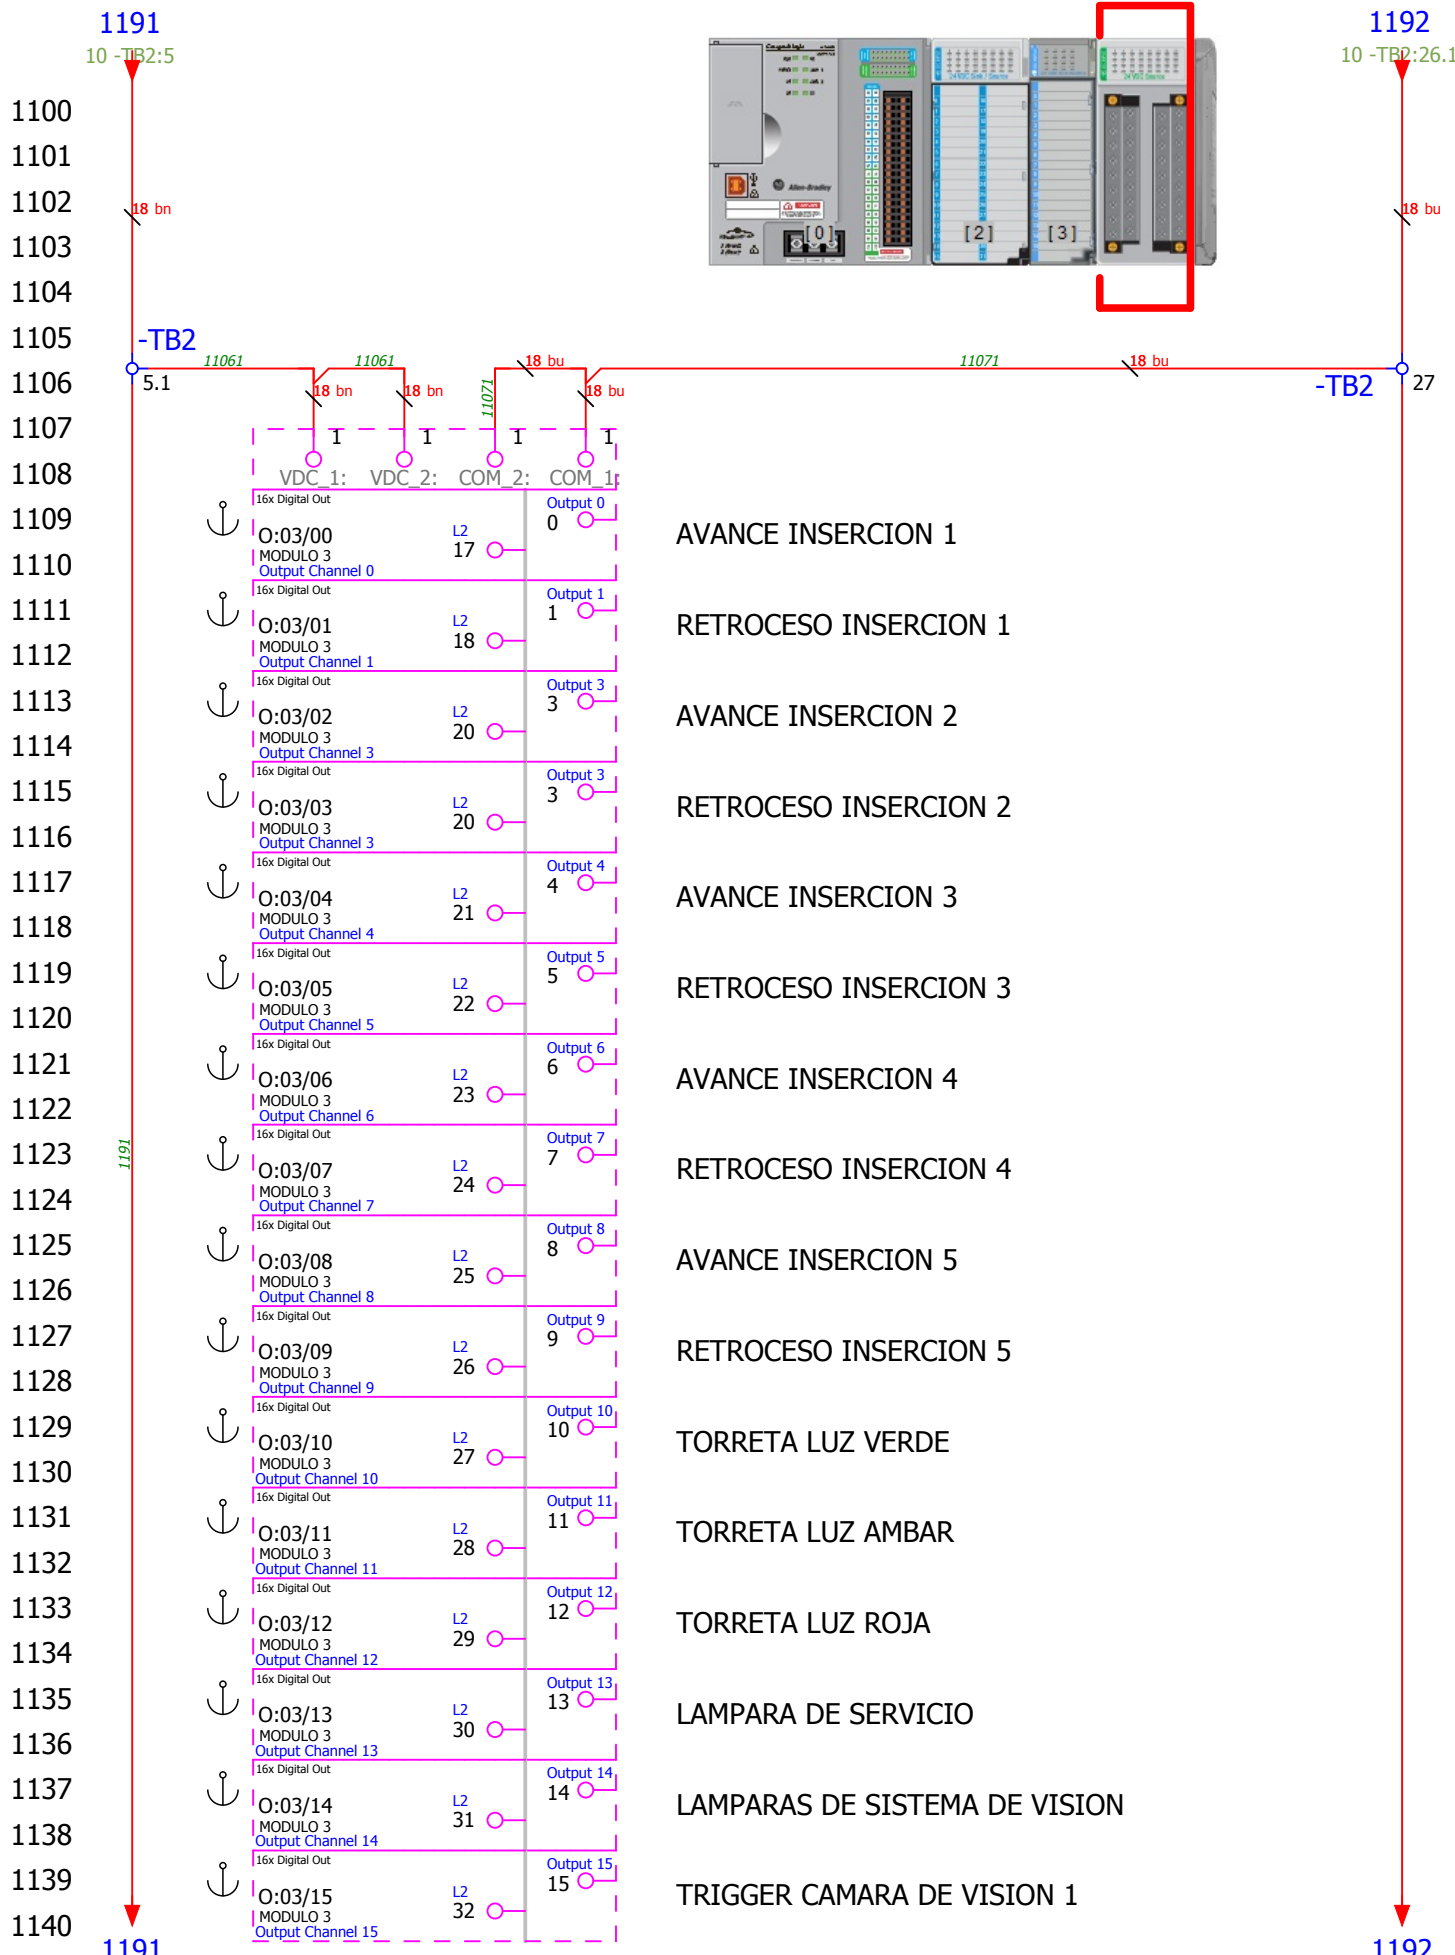 1191
1192
10 -TB2:5
10 -TB2:26.1
1100
1101
1102
18 bn
18 bu
1103
1104
Allen-Bradley
24 VDC Sink / Source
24 VDC Source
[ 0 ]
[ 2 ]
[ 3 ]
1105
-TB2
11061
11061
18 bu
11071
18 bu
1106
5.1
18 bn
18 bn
11071
18 bu
-TB2
27
1107
1
1
1
1
1108
VDC_1:
VDC_2:
COM_2:
COM_1:
16x Digital Out
Output 0
1109
0
AVANCE INSERCION 1
O:03/00
L2
17
MODULO 3
1110
Output Channel 0
16x Digital Out
Output 1
1111
1
RETROCESO INSERCION 1
O:03/01
L2
18
MODULO 3
1112
Output Channel 1
16x Digital Out
Output 3
1113
3
AVANCE INSERCION 2
O:03/02
L2
20
MODULO 3
1114
Output Channel 3
16x Digital Out
Output 3
1115
3
RETROCESO INSERCION 2
O:03/03
L2
20
MODULO 3
1116
Output Channel 3
16x Digital Out
Output 4
1117
4
AVANCE INSERCION 3
O:03/04
L2
21
MODULO 3
1118
Output Channel 4
16x Digital Out
Output 5
1119
5
RETROCESO INSERCION 3
O:03/05
L2
22
MODULO 3
1120
Output Channel 5
16x Digital Out
Output 6
1121
6
AVANCE INSERCION 4
O:03/06
L2
23
MODULO 3
1122
Output Channel 6
16x Digital Out
Output 7
1123
1191
7
RETROCESO INSERCION 4
O:03/07
L2
24
MODULO 3
1124
Output Channel 7
16x Digital Out
Output 8
1125
8
AVANCE INSERCION 5
O:03/08
L2
25
MODULO 3
1126
Output Channel 8
16x Digital Out
Output 9
1127
9
RETROCESO INSERCION 5
O:03/09
L2
26
MODULO 3
1128
Output Channel 9
16x Digital Out
Output 10
1129
10
TORRETA LUZ VERDE
O:03/10
L2
27
MODULO 3
1130
Output Channel 10
16x Digital Out
Output 11
1131
11
TORRETA LUZ AMBAR
O:03/11
L2
28
MODULO 3
1132
Output Channel 11
16x Digital Out
Output 12
1133
12
TORRETA LUZ ROJA
O:03/12
L2
29
MODULO 3
1134
Output Channel 12
16x Digital Out
Output 13
1135
13
LAMPARA DE SERVICIO
O:03/13
L2
30
MODULO 3
1136
Output Channel 13
16x Digital Out
Output 14
1137
14
LAMPARAS DE SISTEMA DE VISION
O:03/14
L2
31
MODULO 3
1138
Output Channel 14
16x Digital Out
Output 15
1139
15
TRIGGER CAMARA DE VISION 1
O:03/15
L2
32
MODULO 3
1140
Output Channel 15
1191
1192